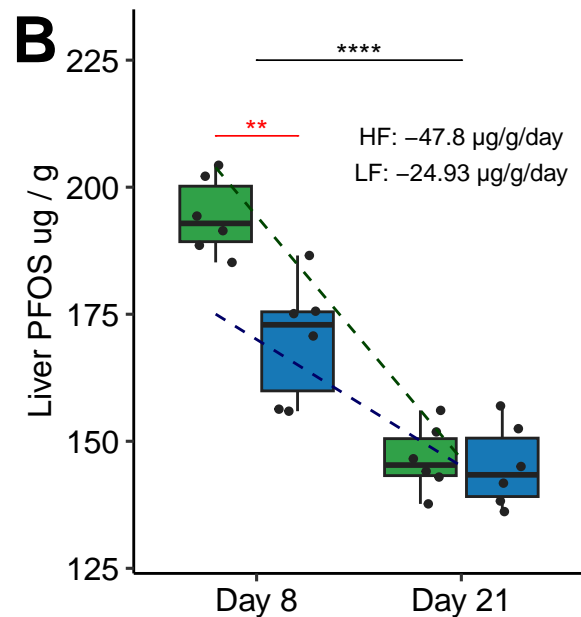 B
Liver PFOS ug / g
225
200
175
150
125
****
**
HF: −47.8 µg/g/day
LF: −24.93 µg/g/day
Day 8
Day 21